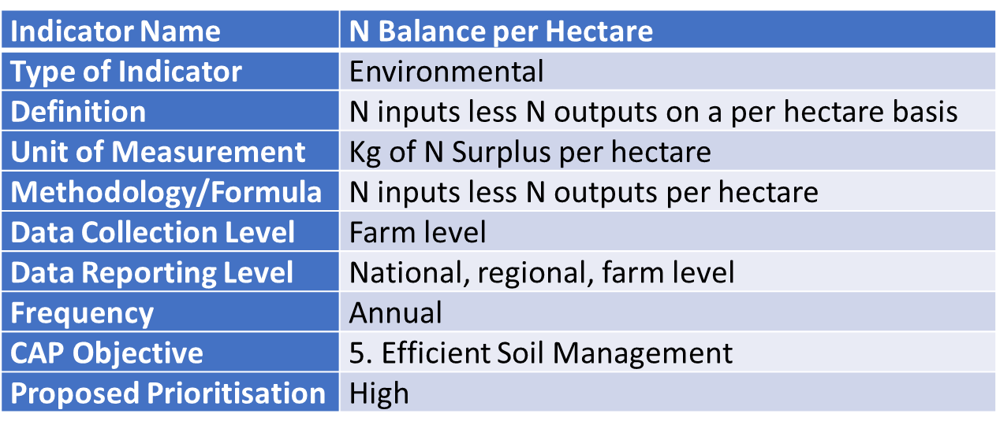 Indicator Name N Balance per Hectare
Type of Indicator Environmental
Definition N inputs less N outputs on a per hectare basis
Unit of Measurement Kg of N Surplus per hectare
Methodology/Formula N inputs less N outputs per hectare
Data Collection Level Farm level
Data Reporting Level National, regional, farm level
Frequency Annual
CAP Objective 5. Efficient Soil Management
Proposed Prioritisation High